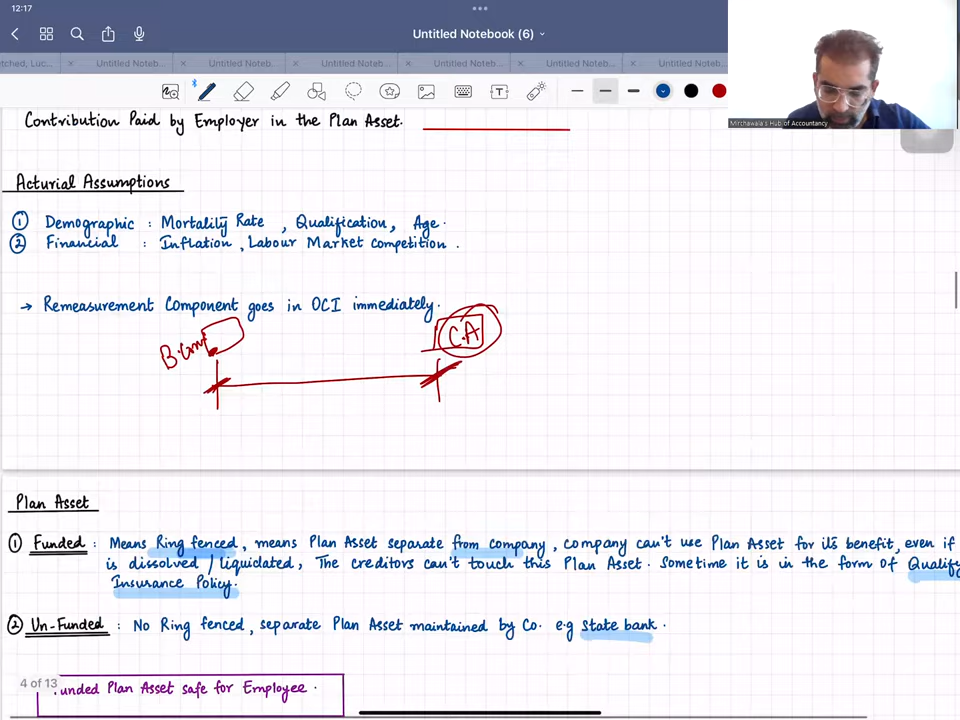 12:17
Untitled Notebook (6)
etched, Luc...
Untitled Noteb...
Untitled Noteb.
Untitled Noteb...
Untitled Noteb...
Untitled Noteb...
Untitled Noteb...
Mirchawala's Hub of Accountancy
Contribution Paid by Employer in the Plan Asset.
Acturial Assumptions
① Demographic : Mortality Rate , Qualification, Age.
② Financial : Inflation, Labour Market competition.
→ Remeasurement Component goes in OCI immediately.
C.A
Plan Asset
① Funded : Means Ring fenced, means Plan Asset separate from company, company can't use Plan Asset for its benefit, even if
is dissolved / liquidated, The creditors can't touch this Plan Asset. Sometime it is in the form of Qualify
Insurance Policy.
② Un-Funded : No Ring fenced, separate Plan Asset maintained by Co. e.g State bank.
4 of 13
Funded Plan Asset safe for Employee.